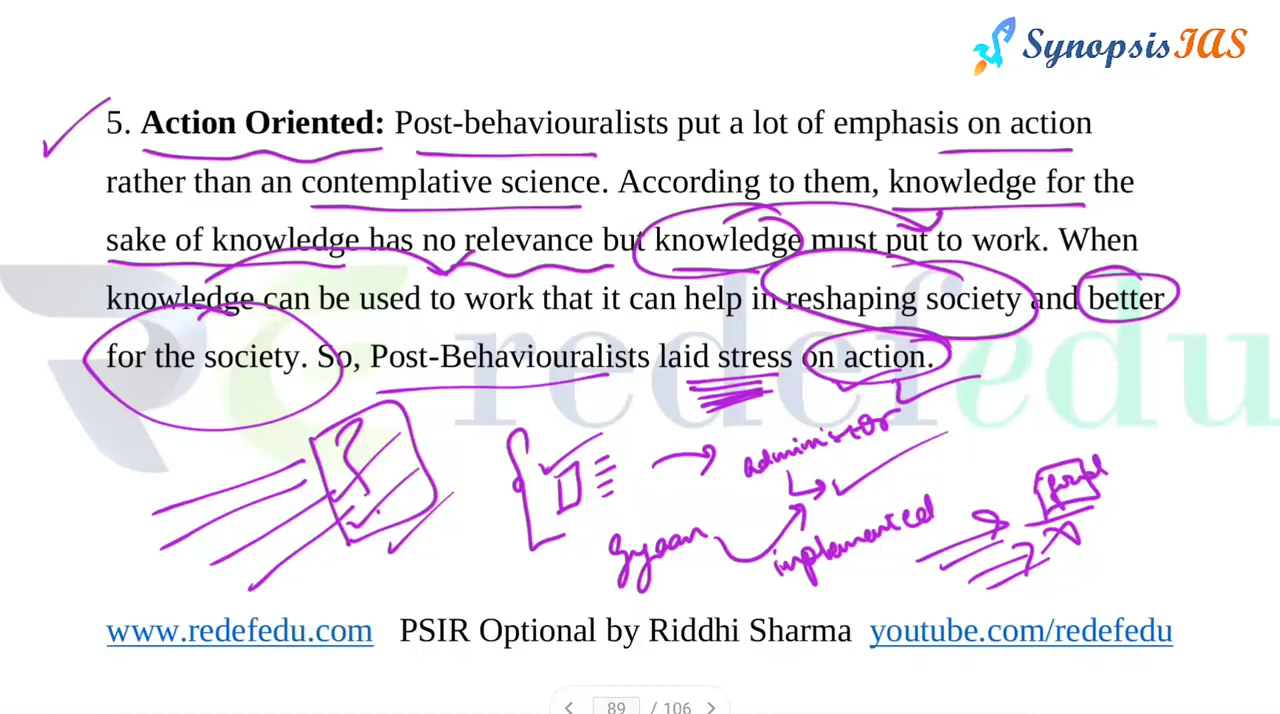 SynopsisIAS
5. Action Oriented: Post-behaviouralists put a lot of emphasis on action
rather than an contemplative science. According to them, knowledge for the
sake of knowledge has no relevance but knowledge must put to work. When
knowledge can be used to work that it can help in reshaping society and better
for the society. So, Post-Behaviouralists laid stress on action.
redefedu
administor
gyaan
implemented
www.redefedu.com PSIR Optional by Riddhi Sharma youtube.com/redefedu
89 / 106